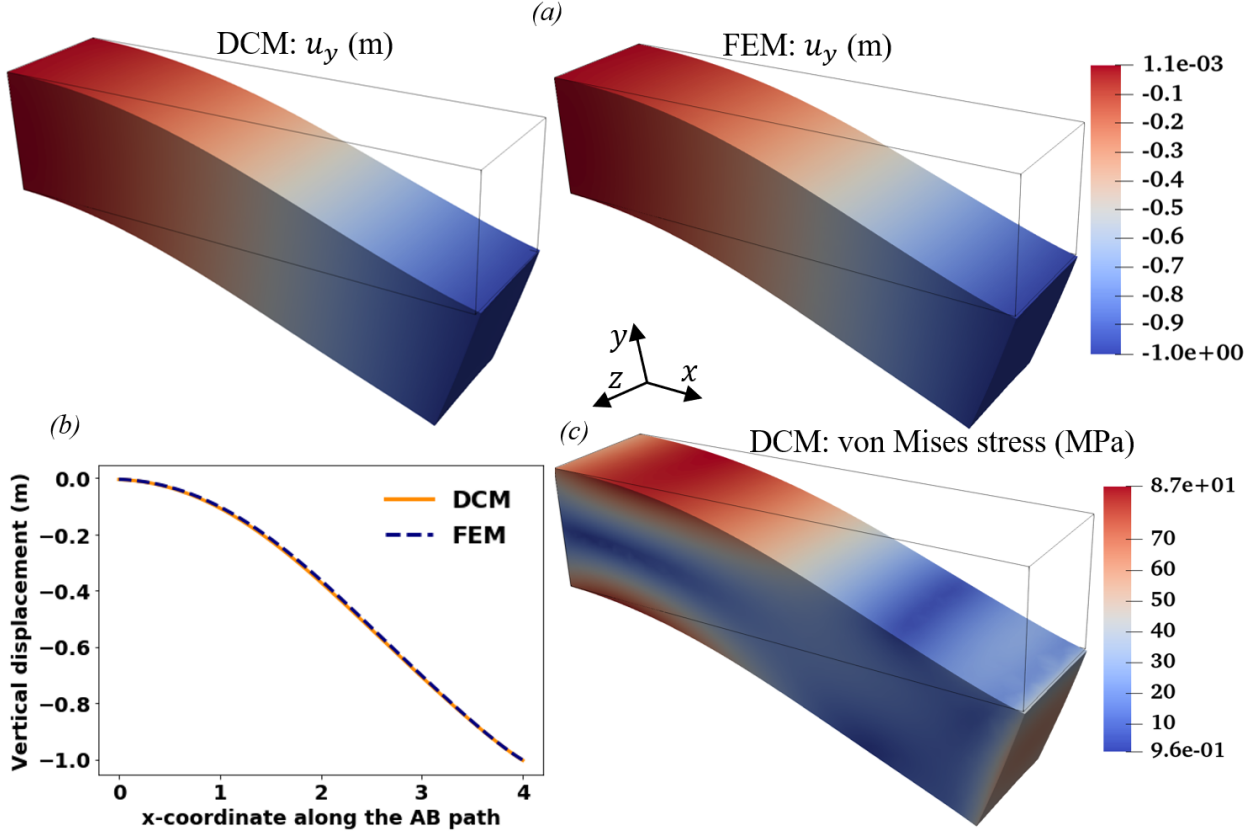 (a)
DCM: u_y (m)
FEM: u_y (m)
1.1e-03
-0.1
-0.2
-0.3
-0.4
-0.5
-0.6
-0.7
-0.8
-0.9
-1.0e+00
y
z
x
(b)
Vertical displacement (m)
0.0
−0.2
−0.4
−0.6
−0.8
−1.0
DCM
FEM
0 1 2 3 4
x-coordinate along the AB path
(c)
DCM: von Mises stress (MPa)
8.7e+01
70
60
50
40
30
20
10
9.6e-01